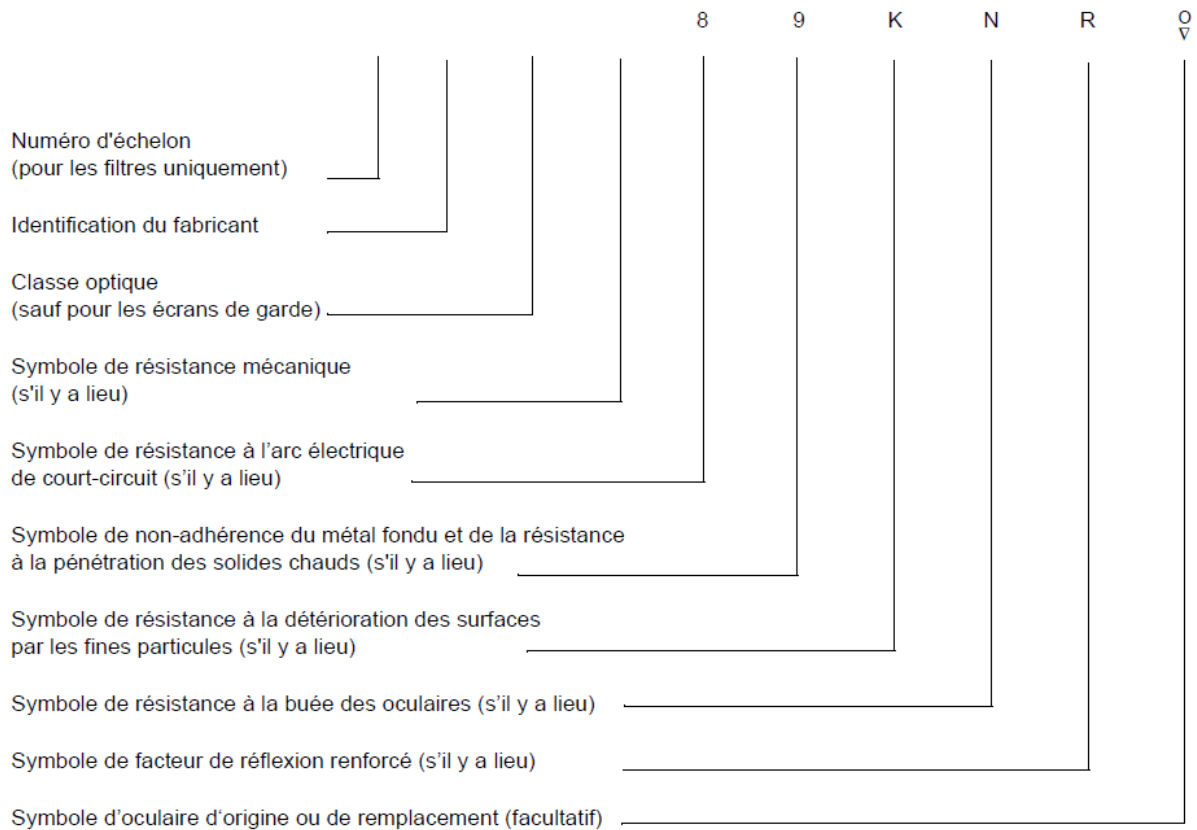 8 9 K N R O
∇
Numéro d'échelon
(pour les filtres uniquement)
Identification du fabricant
Classe optique
(sauf pour les écrans de garde)
Symbole de résistance mécanique
(s'il y a lieu)
Symbole de résistance à l’arc électrique
de court-circuit (s’il y a lieu)
Symbole de non-adhérence du métal fondu et de la résistance
à la pénétration des solides chauds (s'il y a lieu)
Symbole de résistance à la détérioration des surfaces
par les fines particules (s'il y a lieu)
Symbole de résistance à la buée des oculaires (s’il y a lieu)
Symbole de facteur de réflexion renforcé (s’il y a lieu)
Symbole d’oculaire d‘origine ou de remplacement (facultatif)